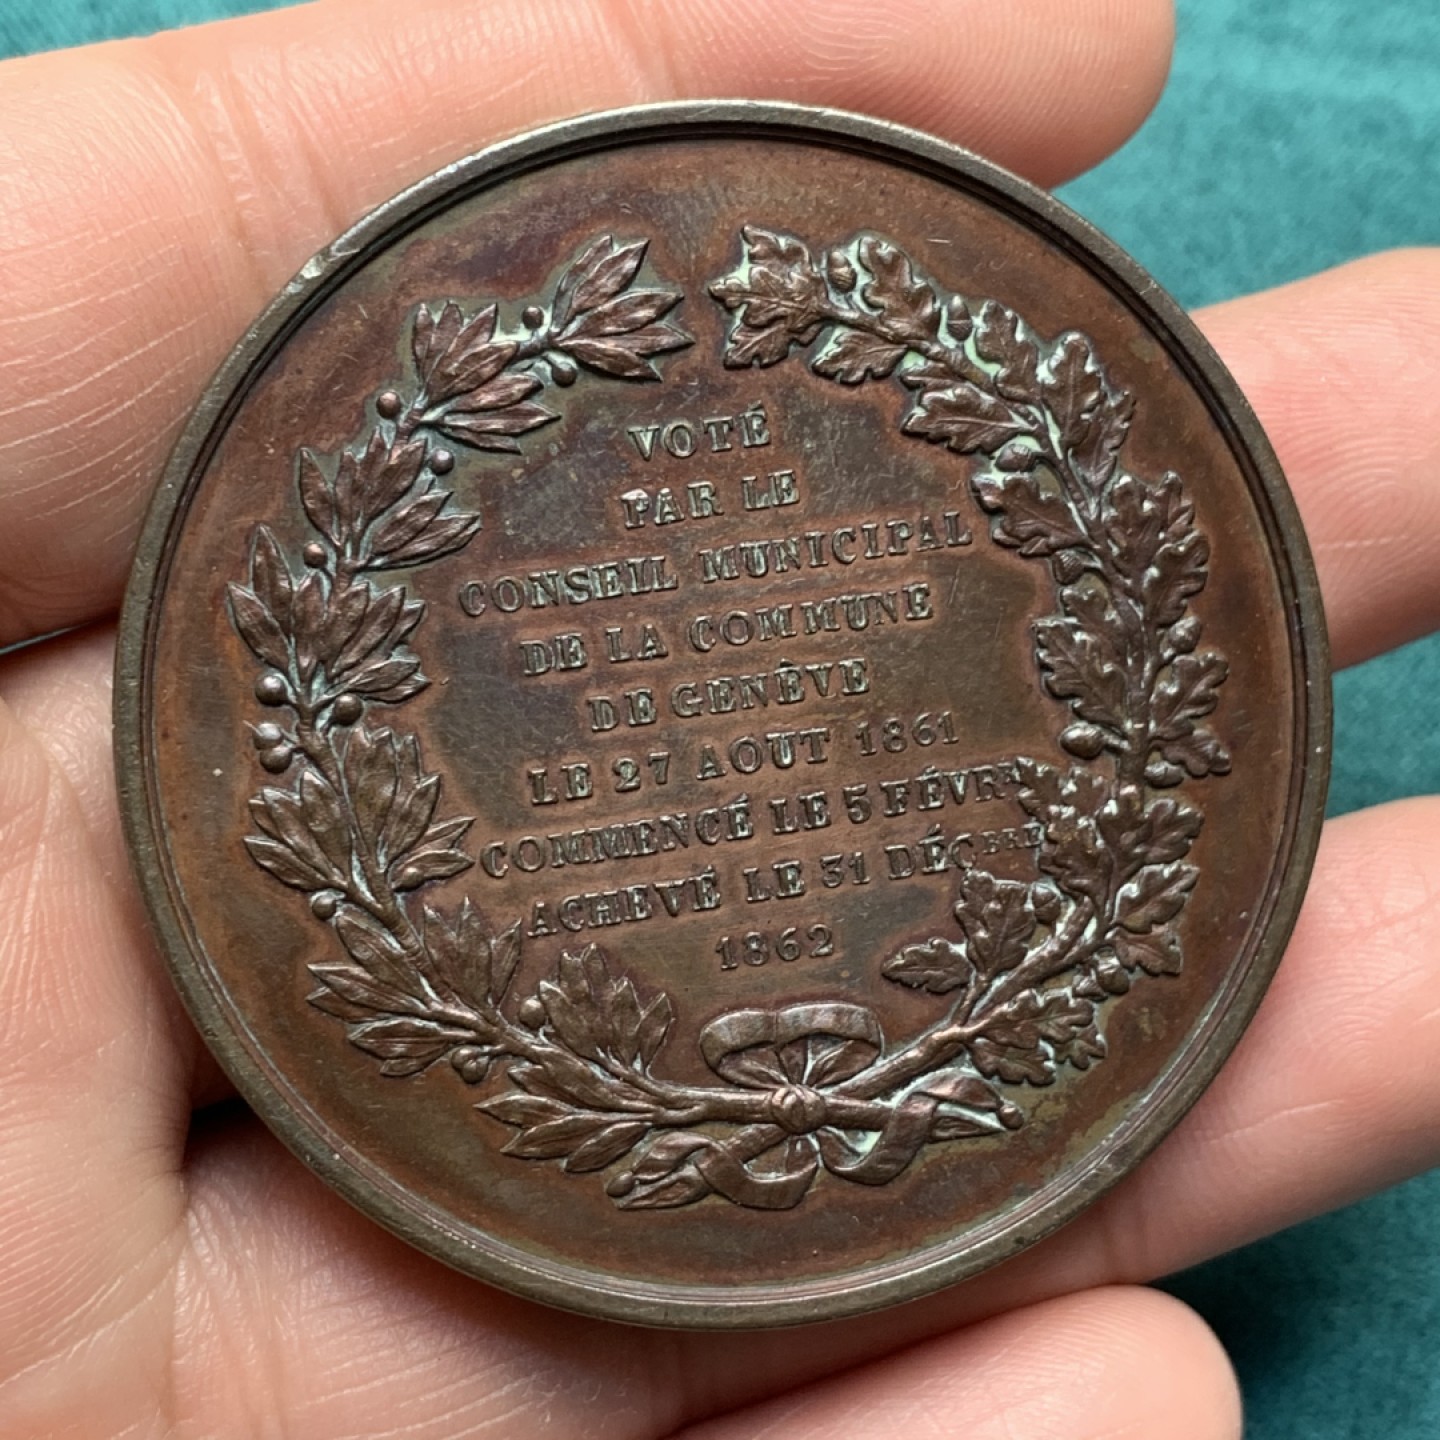 VOTÉ
PAR LE
CONSEIL MUNICIPAL
DE LA COMMUNE
DE GENÈVE
LE 27 AOUT 1861
COMMENCÉ LE 5 FÉVRR
ACHEVÉ LE 31 DÉCBRE
1862